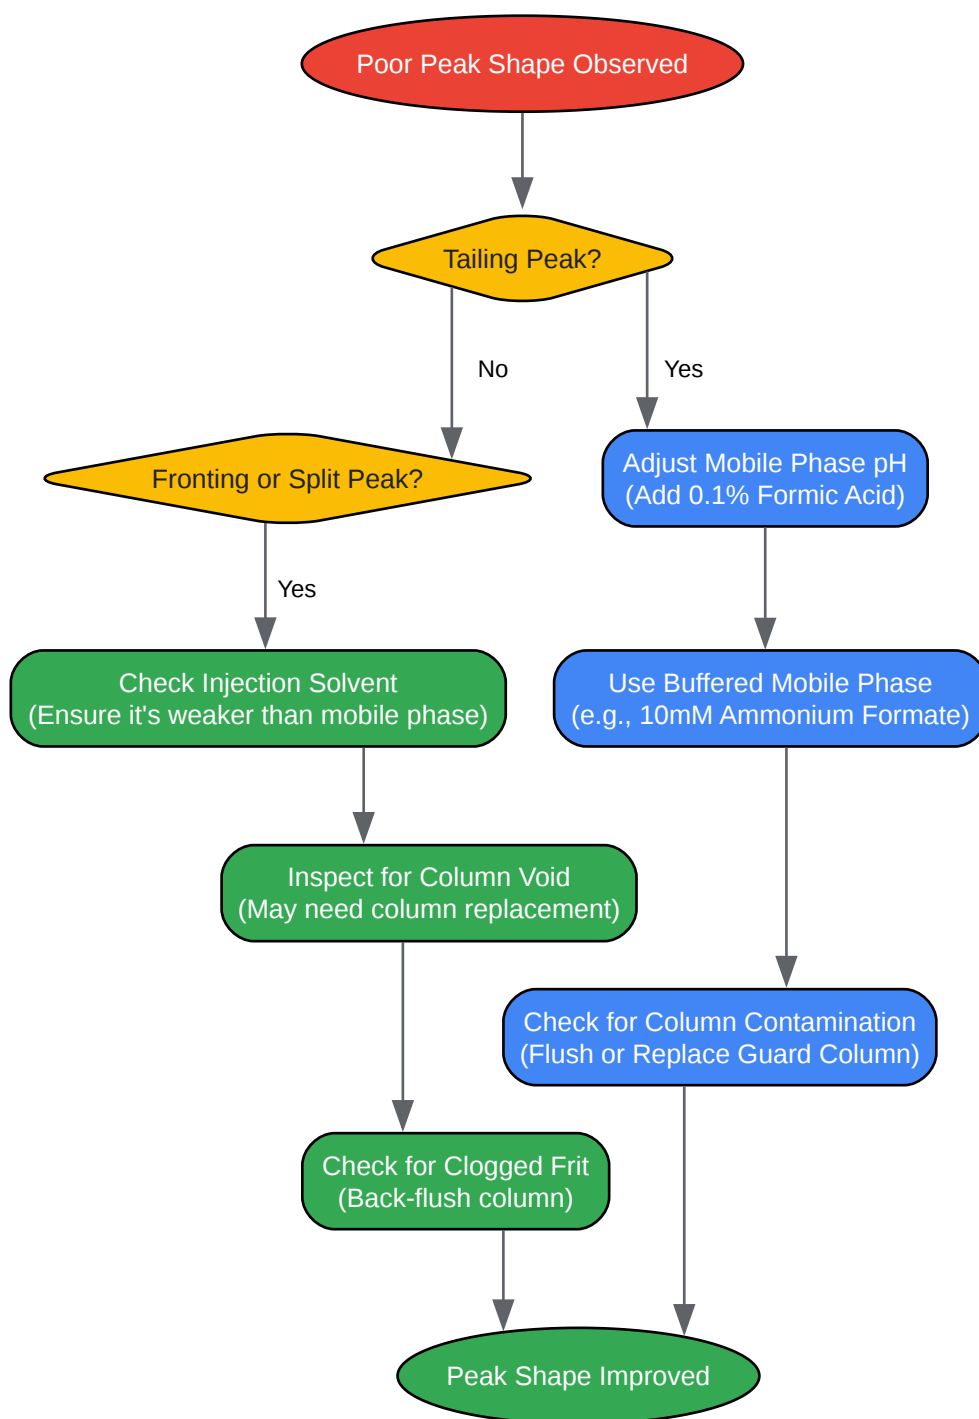 Poor Peak Shape Observed
Tailing Peak?
No
Yes
Fronting or Split Peak?
Adjust Mobile Phase pH
(Add 0.1% Formic Acid)
Yes
Check Injection Solvent
(Ensure it's weaker than mobile phase)
Use Buffered Mobile Phase
(e.g., 10mM Ammonium Formate)
Inspect for Column Void
(May need column replacement)
Check for Column Contamination
(Flush or Replace Guard Column)
Check for Clogged Frit
(Back-flush column)
Peak Shape Improved